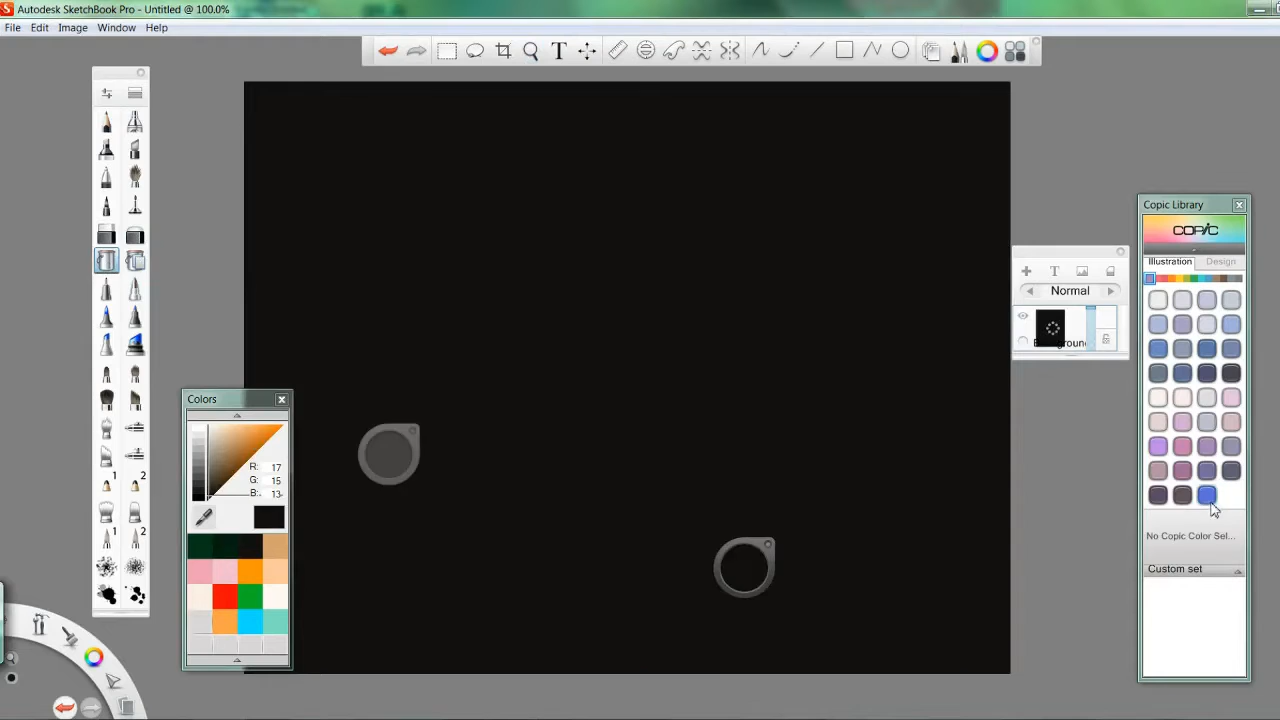 Autodesk SketchBook Pro - Untitled @ 100.0%
File Edit Image Window Help
T
Copic Library
COPIC
Illustration Design
T
Normal
Background
Colors
R: 17
G: 15
B: 13
1 2
1 2
No Copic Color Sel...
Custom set